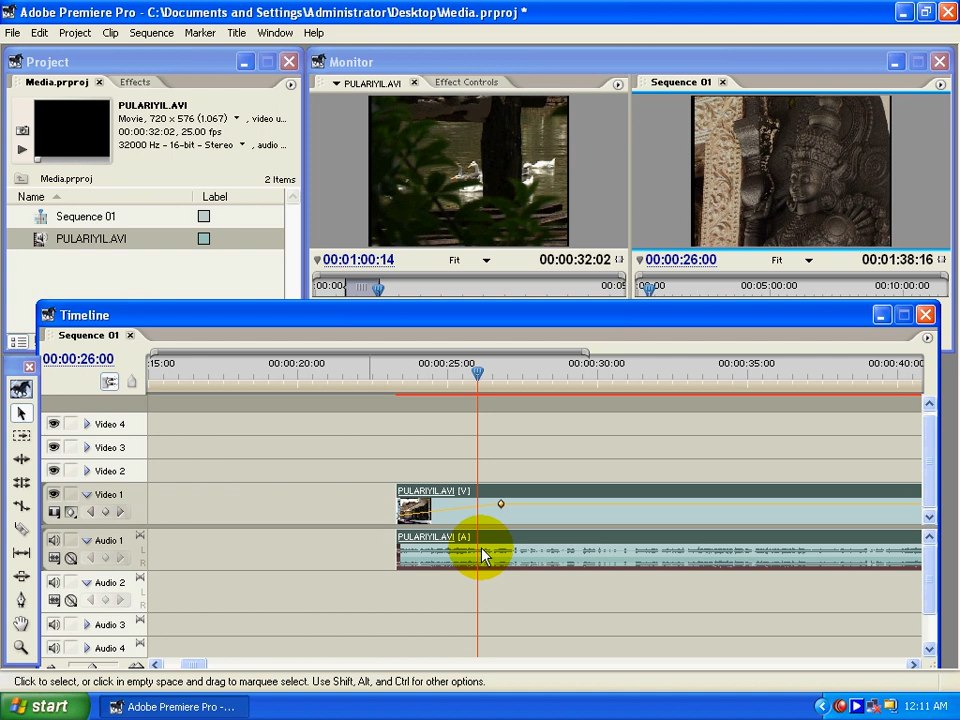 Adobe Premiere Pro - C:\Documents and Settings\Administrator\Desktop\Media.prproj *
File Edit Project Clip Sequence Marker Title Window Help
Project
Media.prproj Effects
PULARIYIL.AVI
Movie, 720 x 576 (1.067) , video u...
00:00:32:02, 25.00 fps
32000 Hz - 16-bit - Stereo , audio ...
Media.prproj 2 Items
Name Label
Sequence 01
PULARIYIL.AVI
Monitor
PULARIYIL.AVI Effect Controls Sequence 01
00:01:00:14 Fit 00:00:32:02 00:00:26:00 Fit 00:01:38:16
00:00: 00:05 00:00 00:05:00:00 00:10:00:00
Timeline
Sequence 01
00:00:26:00 :15:00 00:00:20:00 00:00:25:00 00:00:30:00 00:00:35:00 00:00:40:00
Video 4
Video 3
Video 2
Video 1 PULARIYIL.AVI [V]
Audio 1 PULARIYIL.AVI [A]
L
R
Audio 2
L
R
Audio 3
Audio 4
Click to select, or click in empty space and drag to marquee select. Use Shift, Alt, and Ctrl for other options.
start Adobe Premiere Pro -... 12:11 AM